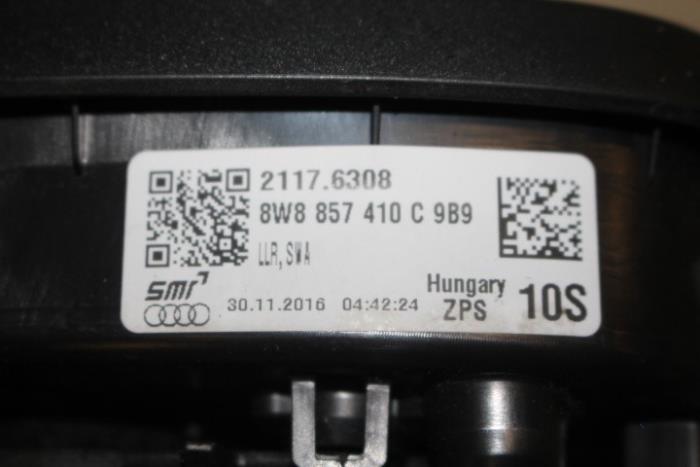 2117.6308
8W8 857 410 C 9B9
LLR, SWA
smr
30.11.2016 04:42:24
Hungary
ZPS
10S